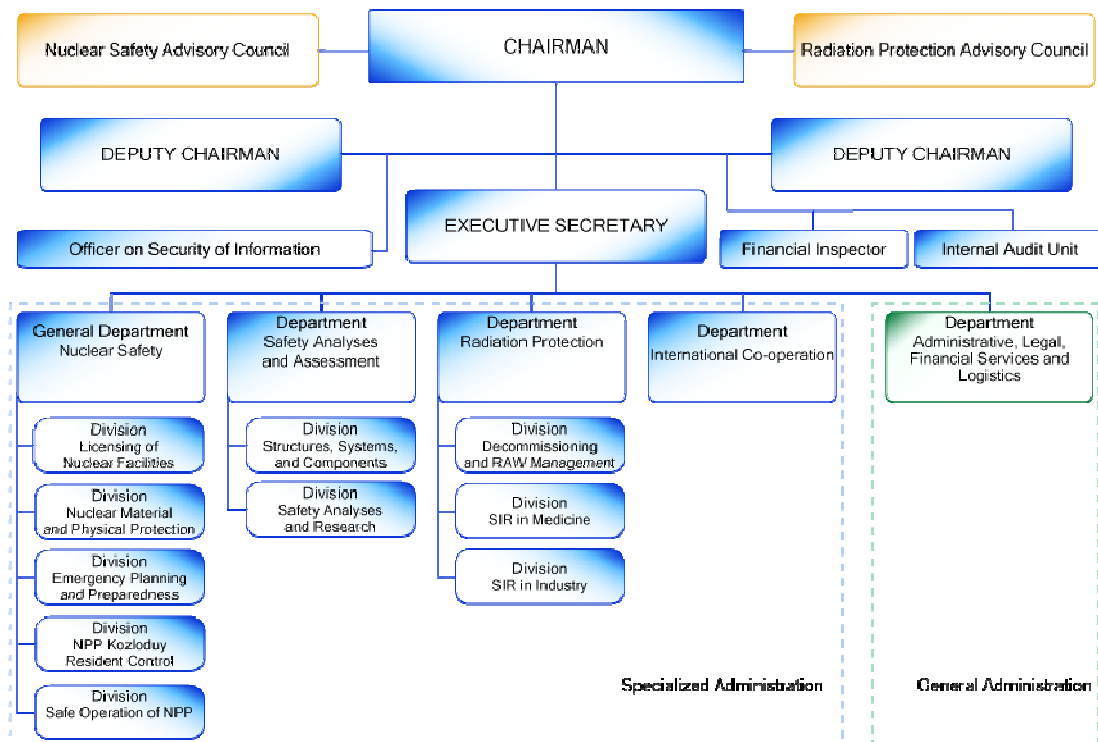 Nuclear Safety Advisory Council
CHAIRMAN
Radiation Protection Advisory Council
DEPUTY CHAIRMAN
DEPUTY CHAIRMAN
EXECUTIVE SECRETARY
Officer on Security of Information
Financial Inspector
Internal Audit Unit
General Department
Nuclear Safety
Department
Safety Analyses
and Assessment
Department
Radiation Protection
Department
International Co-operation
Department
Administrative, Legal,
Financial Services and
Logistics
Division
Licensing of
Nuclear Facilities
Division
Nuclear Material
and Physical Protection
Division
Emergency Planning
and Preparedness
Division
NPP Kozloduy
Resident Control
Division
Safe Operation of NPP
Division
Structures, Systems,
and Components
Division
Safety Analyses
and Research
Division
Decommissioning
and RAW Management
Division
SIR in Medicine
Division
SIR in Industry
Specialized Administration
General Administration